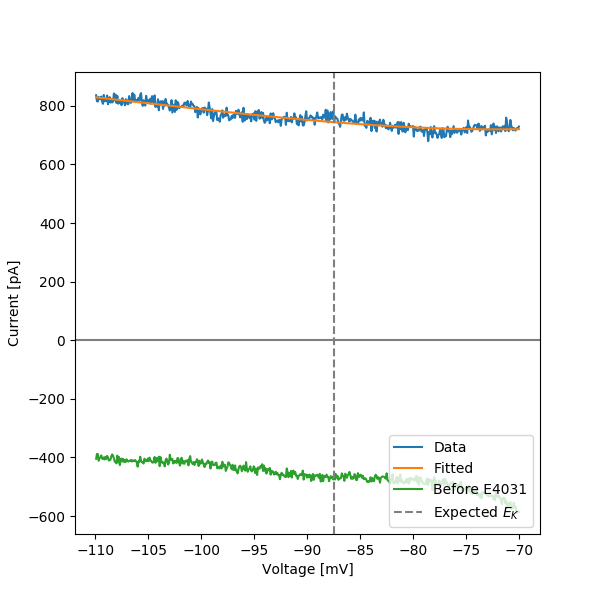 Current [pA]
800
600
400
200
0
−200
−400
−600
Data
Fitted
Before E4031
Expected E_K
−110
−105
−100
−95
−90
−85
−80
−75
−70
Voltage [mV]